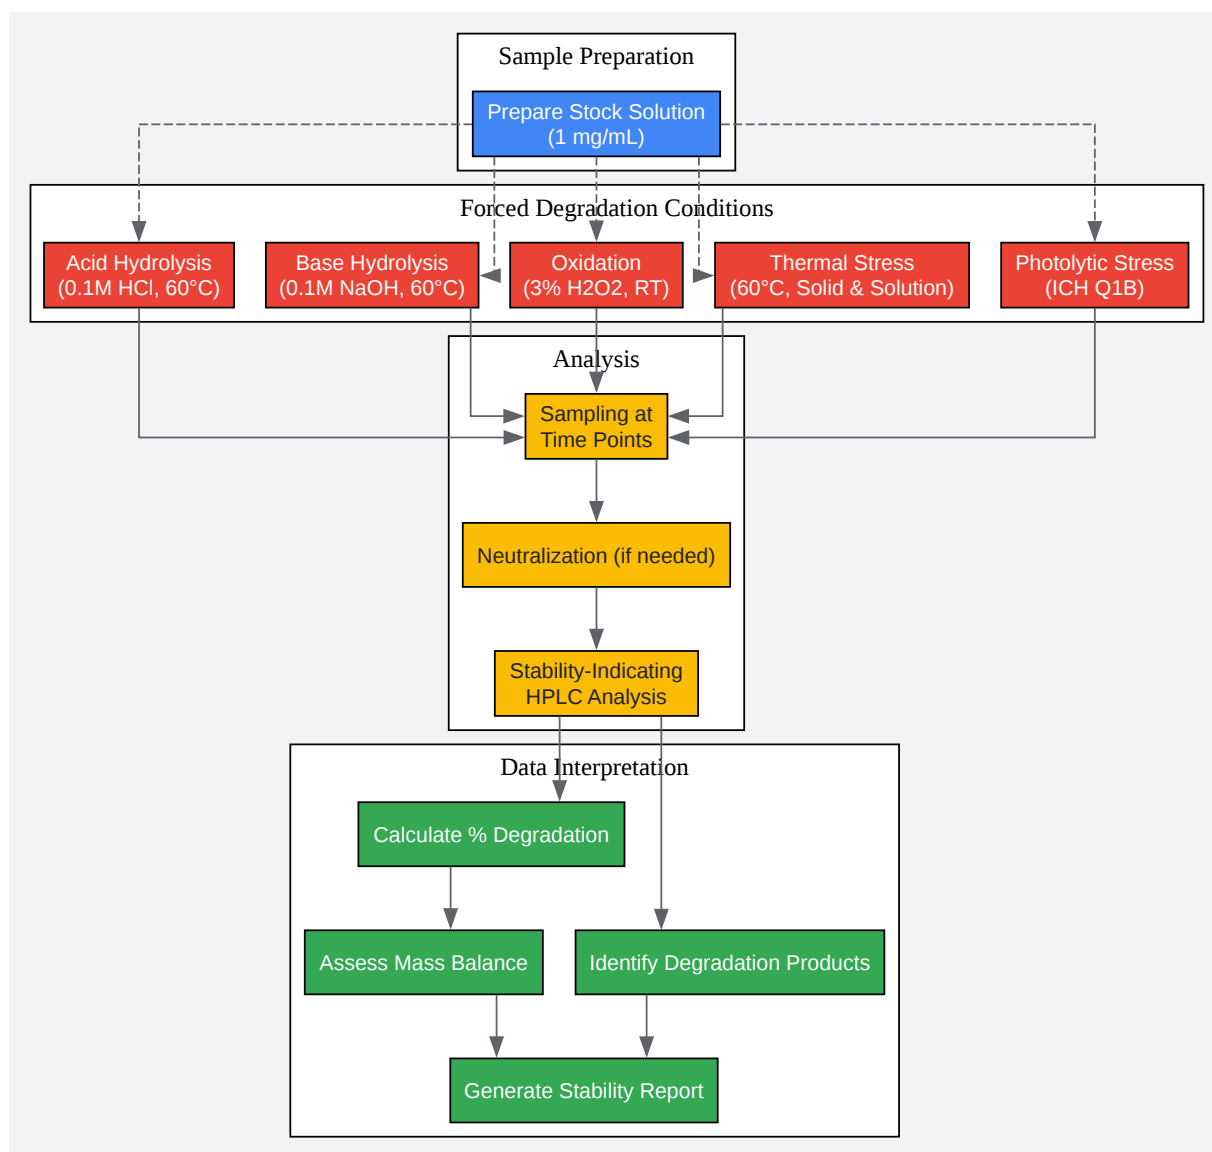 Sample Preparation
Prepare Stock Solution
(1 mg/mL)
Forced Degradation Conditions
Acid Hydrolysis
(0.1M HCl, 60°C)
Base Hydrolysis
(0.1M NaOH, 60°C)
Oxidation
(3% H2O2, RT)
Thermal Stress
(60°C, Solid & Solution)
Photolytic Stress
(ICH Q1B)
Analysis
Sampling at
Time Points
Neutralization (if needed)
Stability-Indicating
HPLC Analysis
Data Interpretation
Calculate % Degradation
Assess Mass Balance
Identify Degradation Products
Generate Stability Report